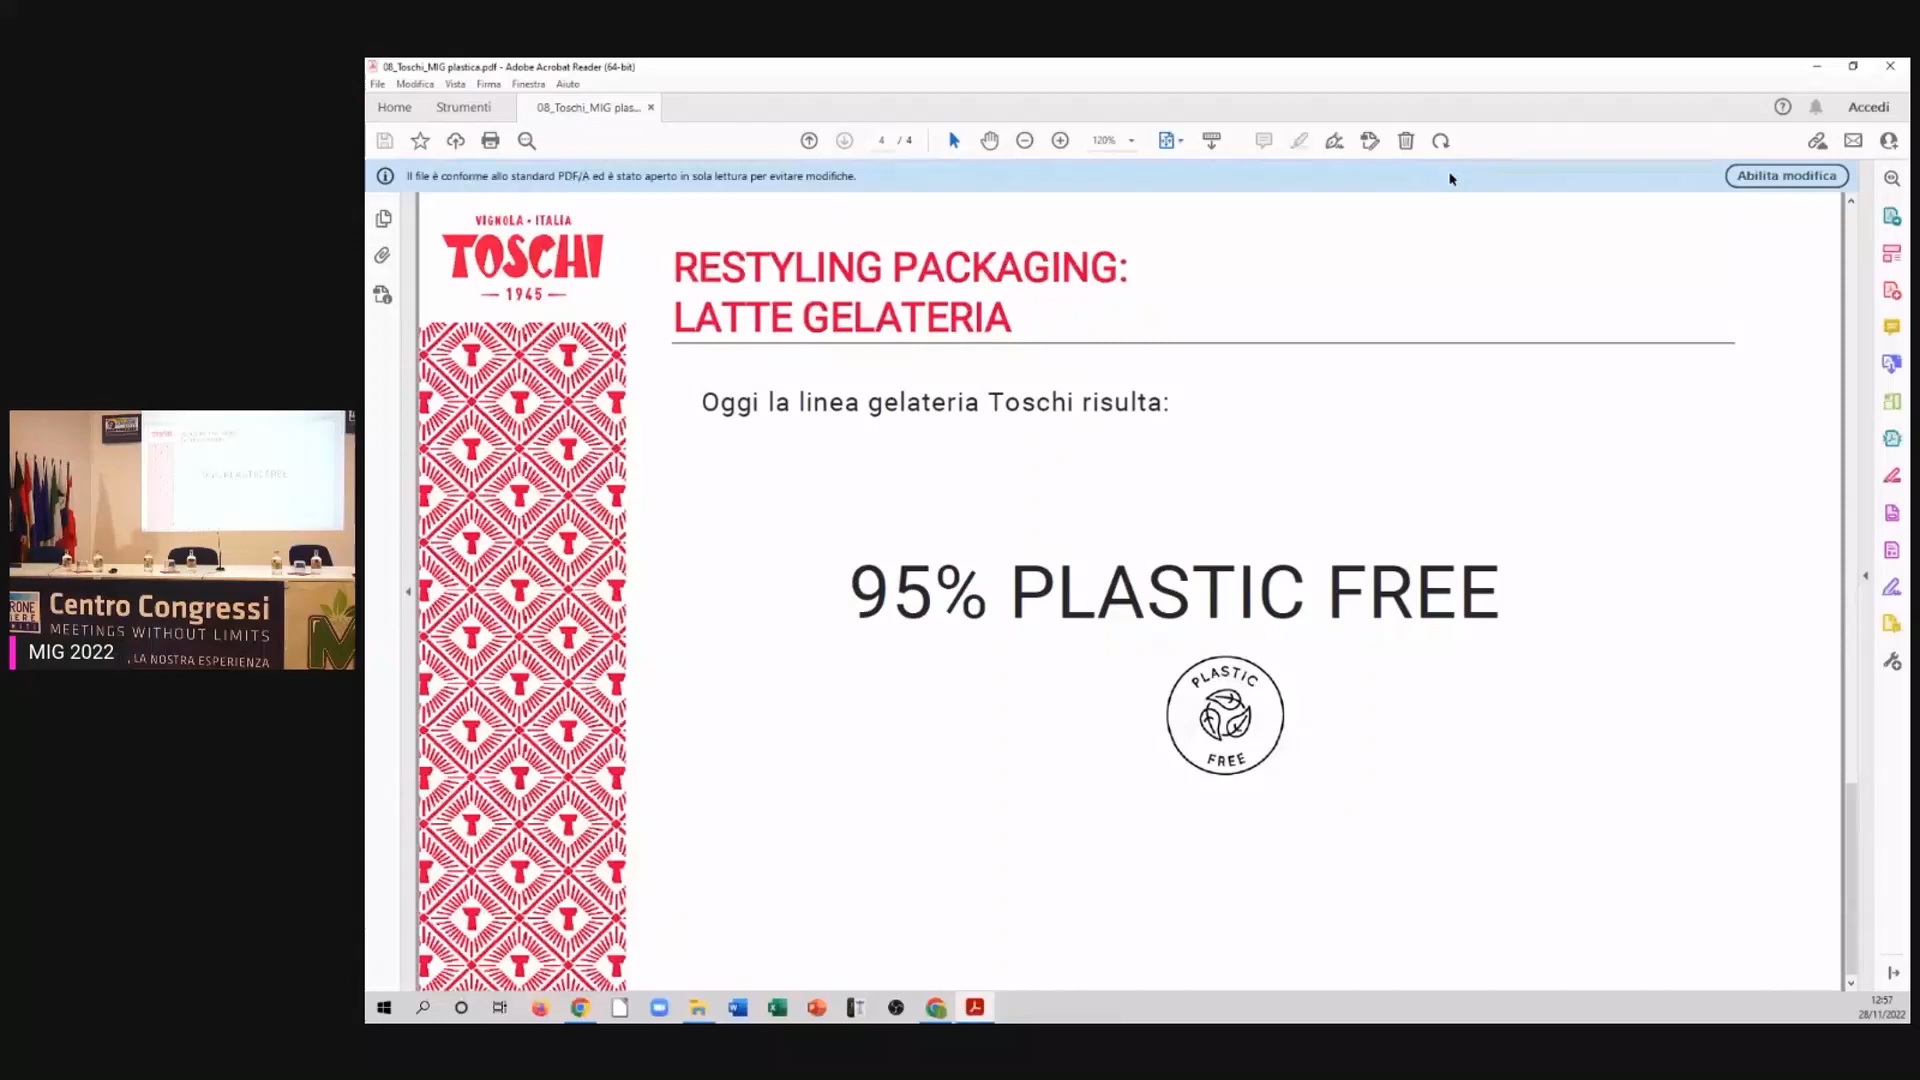 08_Toschi_MIG plastica.pdf - Adobe Acrobat Reader (64-bit)
File Modifica Vista Firma Finestra Aiuto
Home Strumenti 08_Toschi_MIG plas... Accedi
4 / 4 120%
Il file è conforme allo standard PDF/A ed è stato aperto in sola lettura per evitare modifiche. Abilita modifica
VIGNOLA • ITALIA
TOSCHI
1945
RESTYLING PACKAGING:
LATTE GELATERIA
Oggi la linea gelateria Toschi risulta:
95% PLASTIC FREE
PLASTIC
FREE
95% PLASTIC FREE
Centro Congressi
MEETINGS WITHOUT LIMITS
LA NOSTRA ESPERIENZA
MIG 2022
12:57
28/11/2022